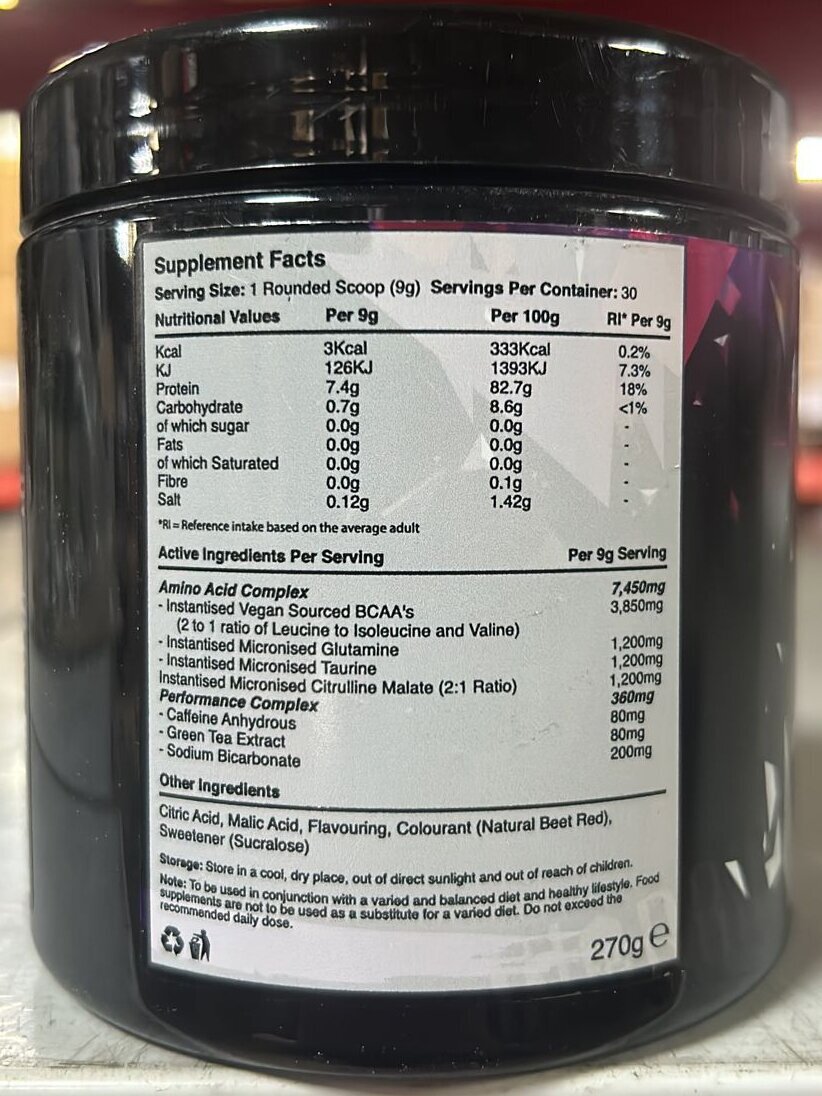 Supplement Facts
Serving Size: 1 Rounded Scoop (9g) Servings Per Container: 30
Nutritional Values Per 9g Per 100g RI* Per 9g
Kcal 3Kcal 333Kcal 0.2%
KJ 126KJ 1393KJ 7.3%
Protein 7.4g 82.7g 18%
Carbohydrate 0.7g 8.6g <1%
of which sugar 0.0g 0.0g -
Fats 0.0g 0.0g -
of which Saturated 0.0g 0.0g -
Fibre 0.0g 0.1g -
Salt 0.12g 1.42g -
*RI = Reference intake based on the average adult
Active Ingredients Per Serving Per 9g Serving
Amino Acid Complex 7,450mg
- Instantised Vegan Sourced BCAA's 3,850mg
(2 to 1 ratio of Leucine to Isoleucine and Valine)
- Instantised Micronised Glutamine 1,200mg
- Instantised Micronised Taurine 1,200mg
Instantised Micronised Citrulline Malate (2:1 Ratio) 1,200mg
Performance Complex 360mg
- Caffeine Anhydrous 80mg
- Green Tea Extract 80mg
- Sodium Bicarbonate 200mg
Other Ingredients
Citric Acid, Malic Acid, Flavouring, Colourant (Natural Beet Red),
Sweetener (Sucralose)
Storage: Store in a cool, dry place, out of direct sunlight and out of reach of children.
Note: To be used in conjunction with a varied and balanced diet and healthy lifestyle. Food
supplements are not to be used as a substitute for a varied diet. Do not exceed the
recommended daily dose.
270g e